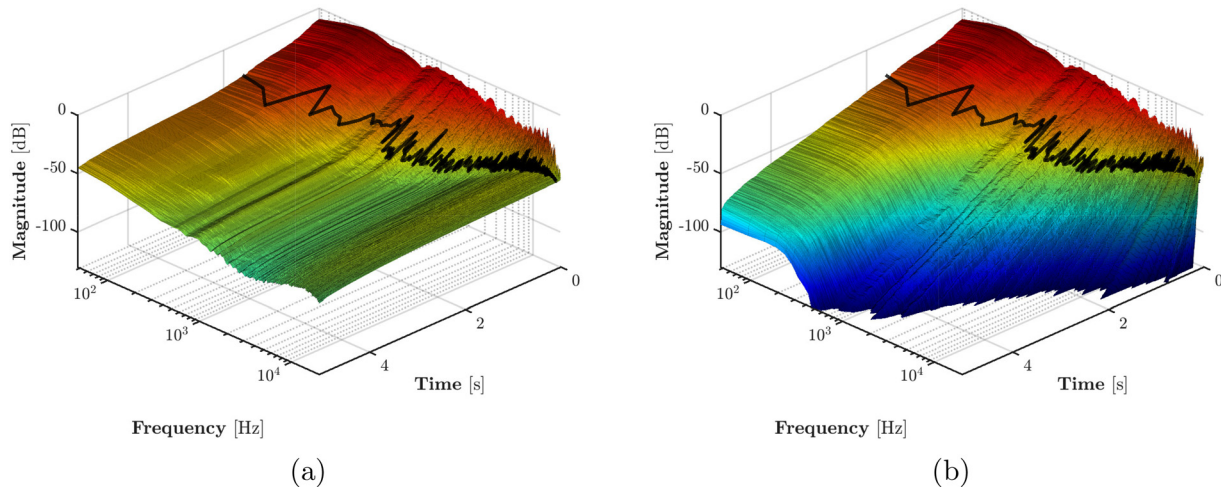 0
-50
-100
Magnitude [dB]
10²
10³
10⁴
Frequency [Hz]
0
2
4
Time [s]
(a)
0
-50
-100
Magnitude [dB]
10²
10³
10⁴
Frequency [Hz]
0
2
4
Time [s]
(b)